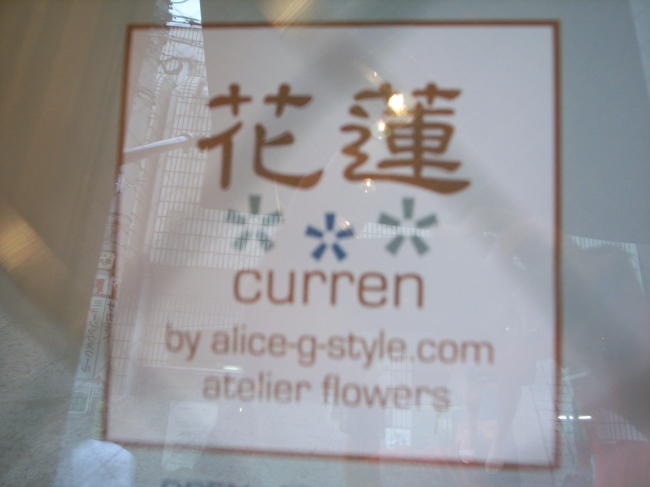 花蓮
curren
by alice-g-style.com
atelier flowers